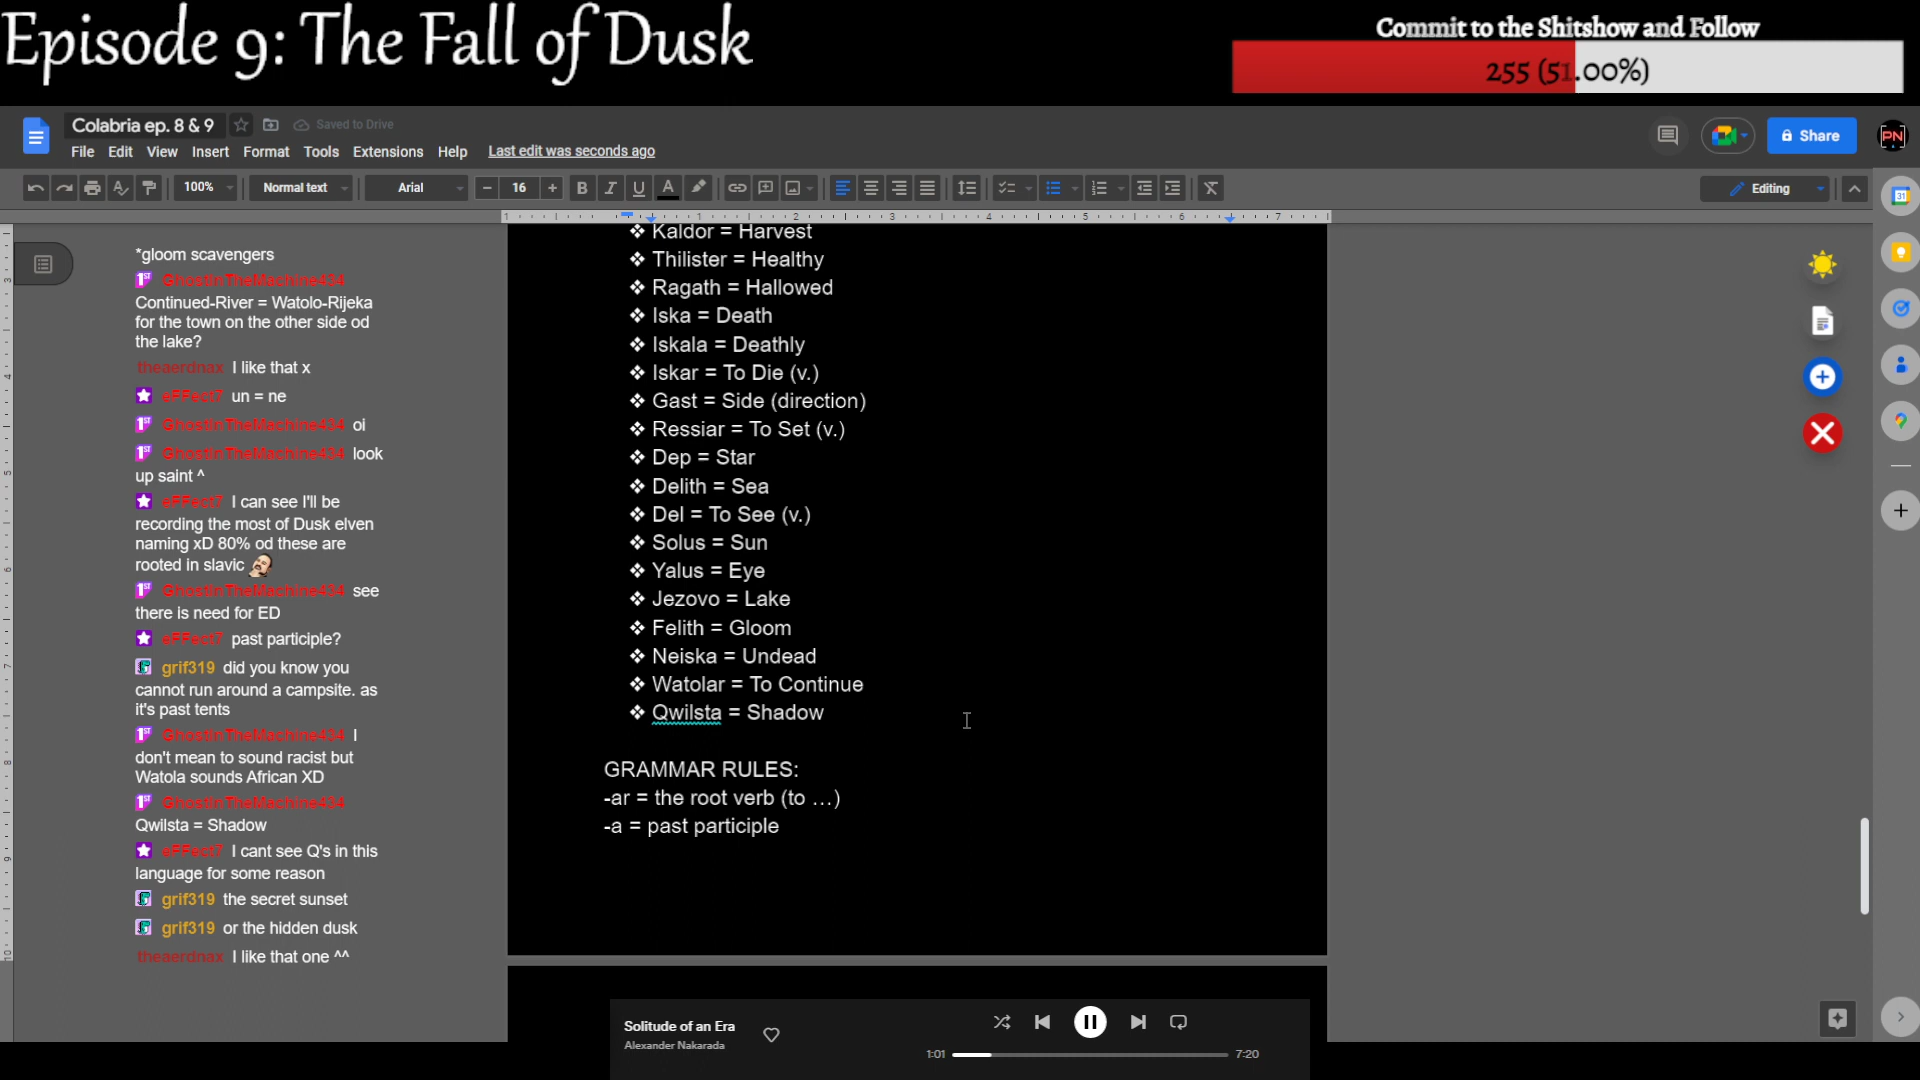 Episode 9: The Fall of Dusk
Commit to the Shitshow and Follow
255 (51.00%)
Colabria ep. 8 & 9
Saved to Drive
File Edit View Insert Format Tools Extensions Help Last edit was seconds ago
Share
PN
100% Normal text Arial 16 Editing
*gloom scavengers
GhostInTheMachine434
Continued-River = Watolo-Rijeka
for the town on the other side od
the lake?
theaerdnax I like that x
eFFect7 un = ne
GhostInTheMachine434 oi
GhostInTheMachine434 look
up saint ^
eFFect7 I can see I'll be
recording the most of Dusk elven
naming xD 80% od these are
rooted in slavic
GhostInTheMachine434 see
there is need for ED
eFFect7 past participle?
grif319 did you know you
cannot run around a campsite. as
it's past tents
GhostInTheMachine434 I
don't mean to sound racist but
Watola sounds African XD
GhostInTheMachine434
Qwilsta = Shadow
eFFect7 I cant see Q's in this
language for some reason
grif319 the secret sunset
grif319 or the hidden dusk
theaerdnax I like that one ^^
❖ Kaldor = Harvest
❖ Thilister = Healthy
❖ Ragath = Hallowed
❖ Iska = Death
❖ Iskala = Deathly
❖ Iskar = To Die (v.)
❖ Gast = Side (direction)
❖ Ressiar = To Set (v.)
❖ Dep = Star
❖ Delith = Sea
❖ Del = To See (v.)
❖ Solus = Sun
❖ Yalus = Eye
❖ Jezovo = Lake
❖ Felith = Gloom
❖ Neiska = Undead
❖ Watolar = To Continue
❖ Qwilsta = Shadow
GRAMMAR RULES:
-ar = the root verb (to …)
-a = past participle
Solitude of an Era
Alexander Nakarada
1:01 7:20